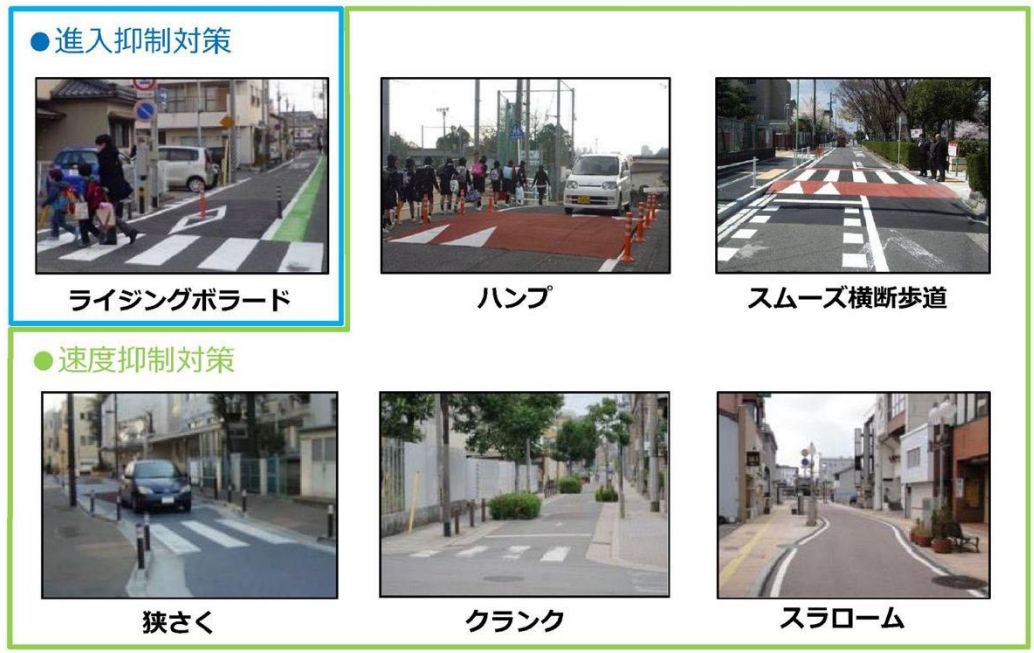 ●進入抑制対策
ライジングボラード
ハンプ
スムーズ横断歩道
●速度抑制対策
狭さく
クランク
スラローム